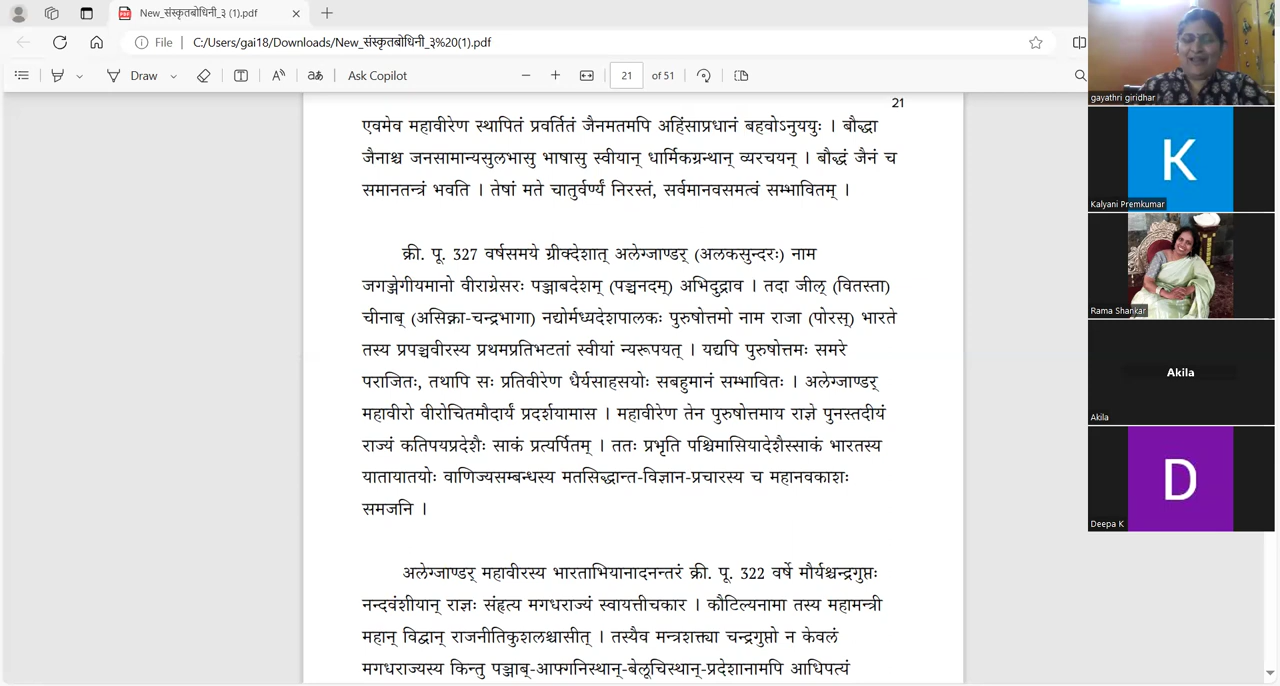 New_संस्कृतबोधिनी_३ (1).pdf
File
C:/Users/gai18/Downloads/New_संस्कृतबोधिनी_३%20(1).pdf
Draw
Ask Copilot
21
of 51
21
एवमेव महावीरेण स्थापितं प्रवर्तितं जैनमतमपि अहिंसाप्रधानं बहवोऽनुययुः । बौद्धा
जैनाश्च जनसामान्यसुलभासु भाषासु स्वीयान् धार्मिकग्रन्थान् व्यरचयन् । बौद्धं जैनं च
समानतन्त्रं भवति । तेषां मते चातुर्वर्ण्यं निरस्तं, सर्वमानवसमत्वं सम्भावितम् ।
क्री. पू. 327 वर्षसमये ग्रीक्देशात् अलेग्जाण्डर् (अलकसुन्दरः) नाम
जगज्जेगीयमानो वीराग्रेसरः पञ्जाबदेशम् (पञ्चनदम्) अभिदुद्राव । तदा जील् (वितस्ता)
चीनाब् (असिक्ना-चन्द्रभागा) नद्योर्मध्यदेशपालकः पुरुषोत्तमो नाम राजा (पोरस्) भारते
तस्य प्रपञ्चवीरस्य प्रथमप्रतिभटतां स्वीयां न्यरूपयत् । यद्यपि पुरुषोत्तमः समरे
पराजितः, तथापि सः प्रतिवीरेण धैर्यसाहसयोः सबहुमानं सम्भावितः । अलेग्जाण्डर्
महावीरो वीरोचितमौदार्यं प्रदर्शयामास । महावीरेण तेन पुरुषोत्तमाय राज्ञे पुनस्तदीयं
राज्यं कतिपयप्रदेशैः साकं प्रत्यर्पितम् । ततः प्रभृति पश्चिमासियादेशैस्साकं भारतस्य
यातायातयोः वाणिज्यसम्बन्धस्य मतसिद्धान्त-विज्ञान-प्रचारस्य च महानवकाशः
समजनि ।
अलेग्जाण्डर् महावीरस्य भारताभियानादनन्तरं क्री. पू. 322 वर्षे मौर्यश्चन्द्रगुप्तः
नन्दवंशीयान् राज्ञः संहृत्य मगधराज्यं स्वायत्तीचकार । कौटिल्यनामा तस्य महामन्त्री
महान् विद्वान् राजनीतिकुशलश्चासीत् । तस्यैव मन्त्रशक्त्या चन्द्रगुप्तो न केवलं
मगधराज्यस्य किन्तु पञ्जाब्-आफ्गनिस्थान्-बेलूचिस्थान्-प्रदेशानामपि आधिपत्यं
gayathri giridhar
K
Kalyani Premkumar
Rama Shankar
Akila
Akila
D
Deepa K